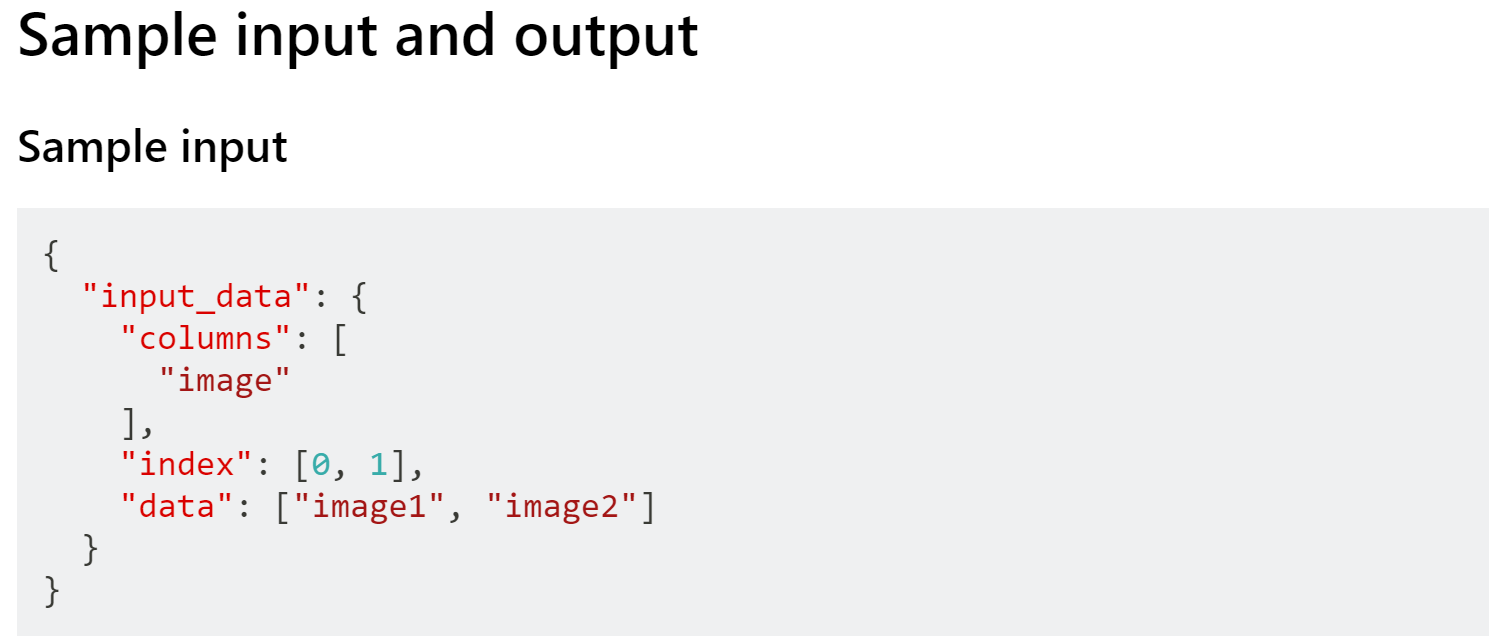 Sample input and output
Sample input
{
  "input_data": {
    "columns": [
      "image"
    ],
    "index": [0, 1],
    "data": ["image1", "image2"]
  }
}